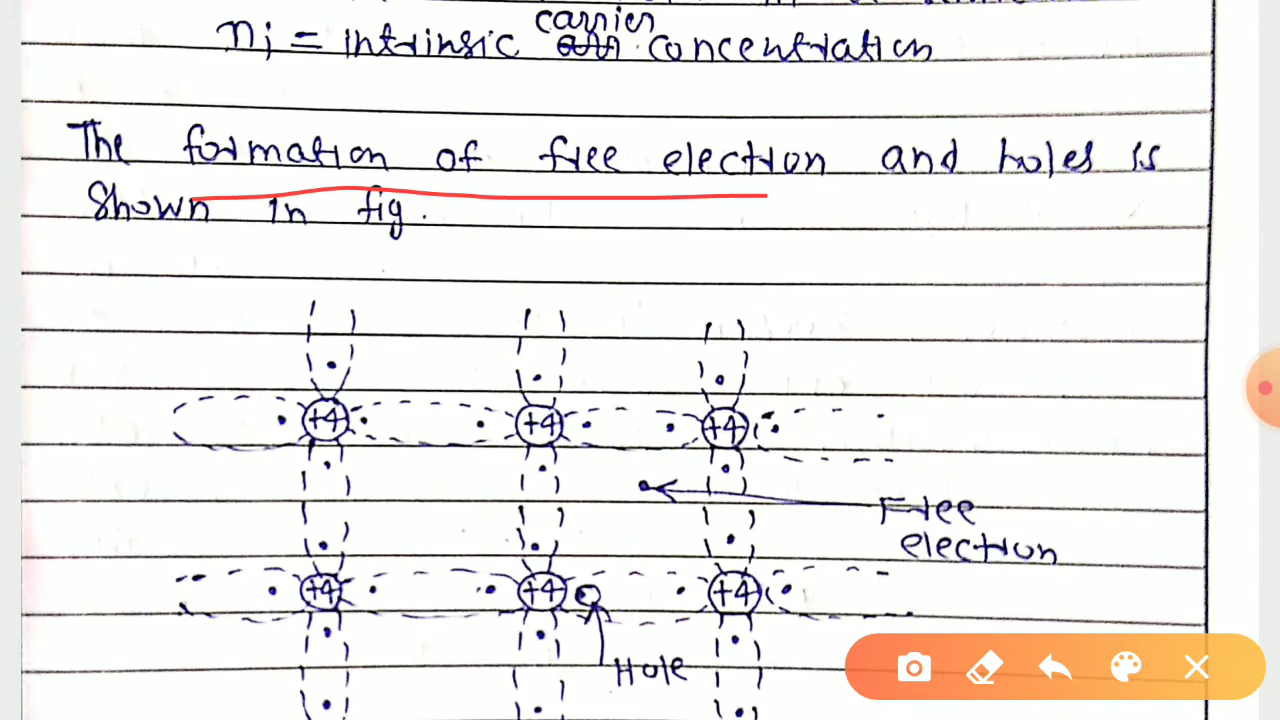 carrier
ni = intrinsic concentration
The formation of free electron and holes is
shown in fig.
+4 +4 +4
Free
electron
+4 +4 +4
Hole